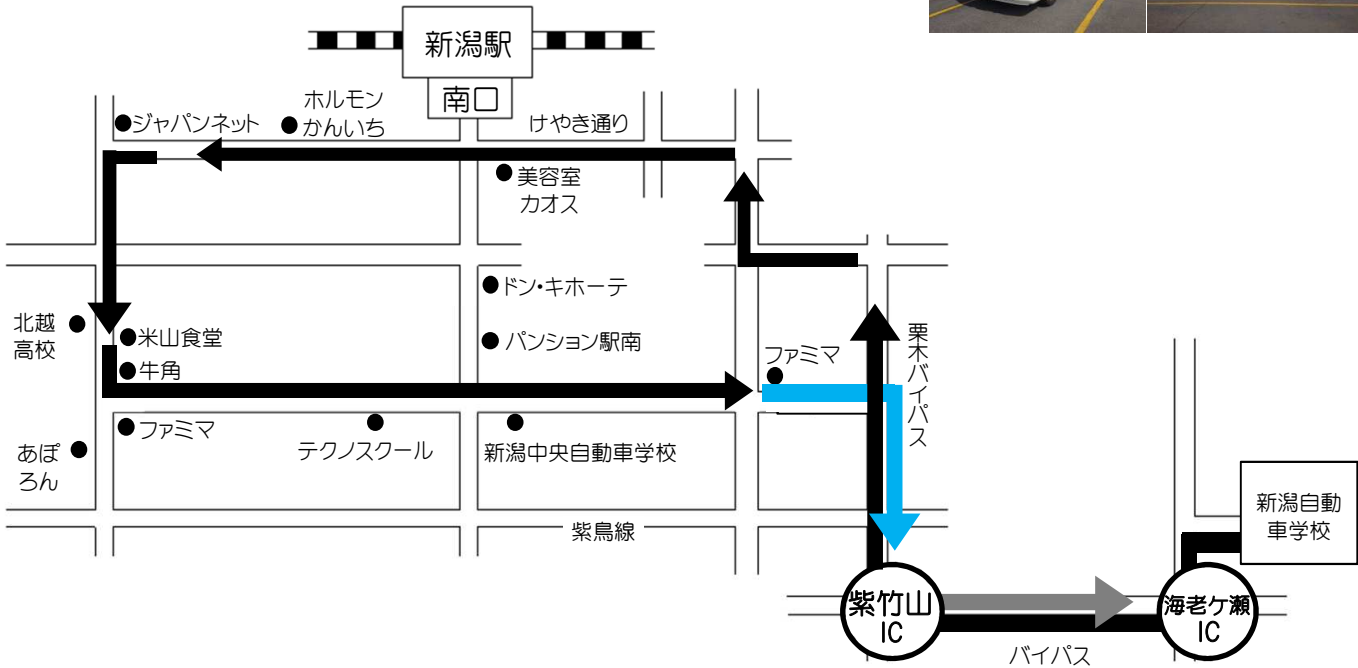 新潟駅
南口
ジャパンネット
ホルモン
かんいち
けやき通り
美容室
カオス
ドン・キホーテ
パンション駅南
北越
高校
米山食堂
牛角
ファミマ
栗木バイパス
ファミマ
あぽ
ろん
テクノスクール
新潟中央自動車学校
紫鳥線
新潟自動
車学校
紫竹山
IC
海老ケ瀬
IC
バイパス